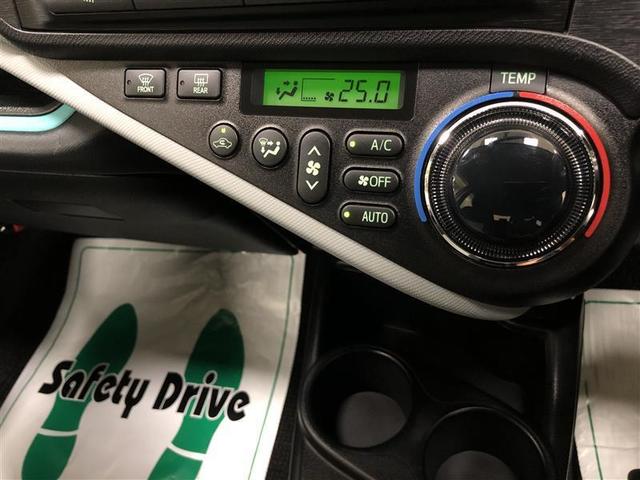 TEMP
FRONT
REAR
25.0
A/C
OFF
AUTO
Safety Drive